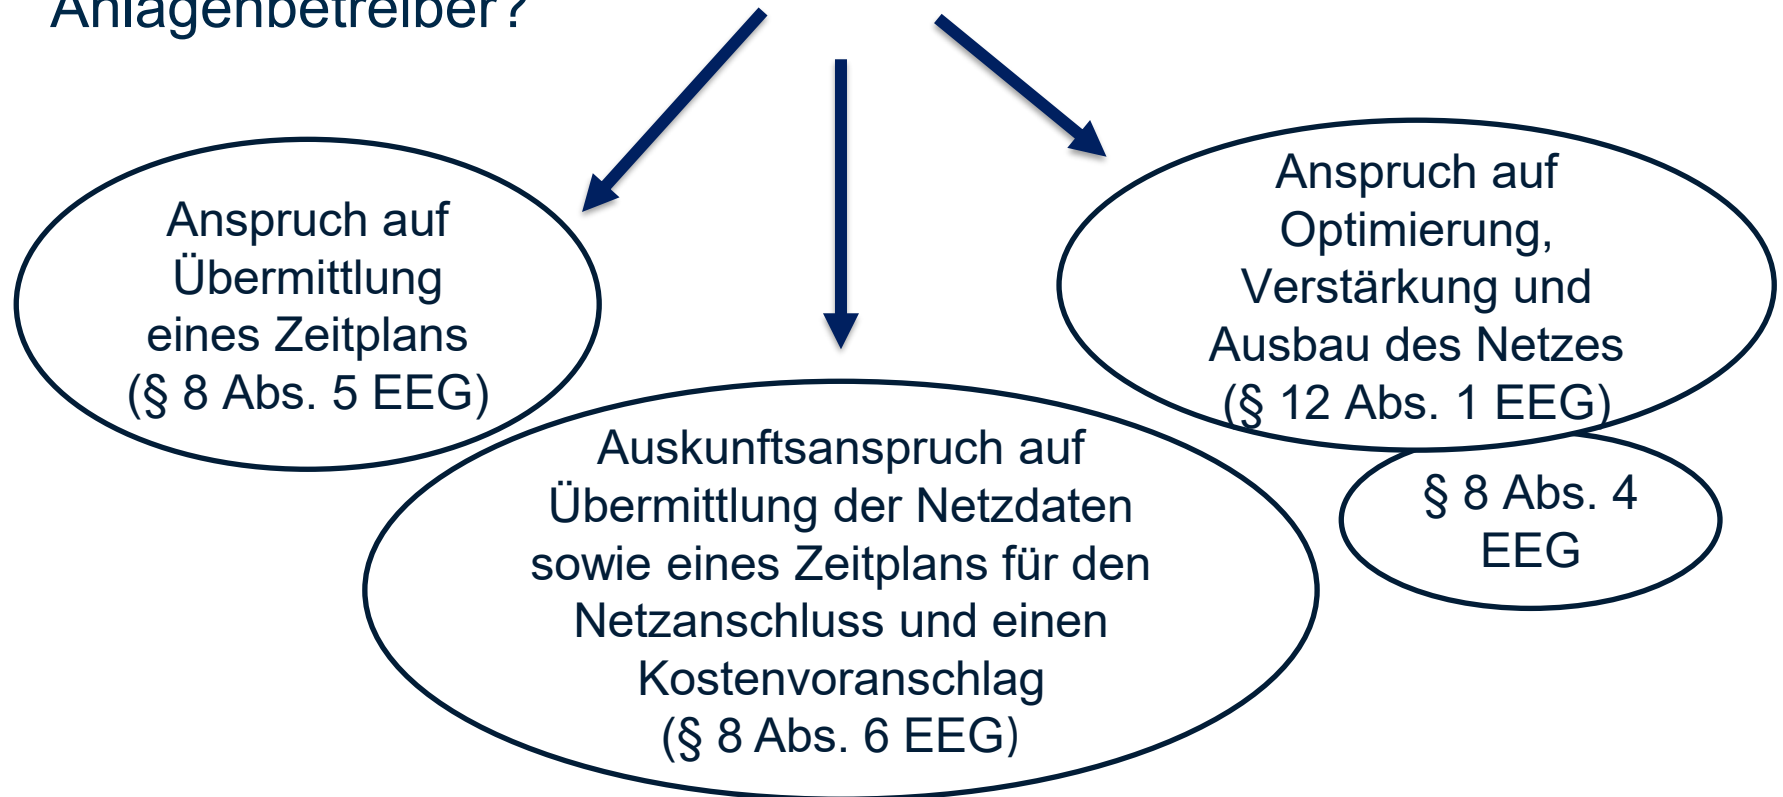 Anlagenbetreiber?
Anspruch auf
Übermittlung
eines Zeitplans
(§ 8 Abs. 5 EEG)
Auskunftsanspruch auf
Übermittlung der Netzdaten
sowie eines Zeitplans für den
Netzanschluss und einen
Kostenvoranschlag
(§ 8 Abs. 6 EEG)
Anspruch auf
Optimierung,
Verstärkung und
Ausbau des Netzes
(§ 12 Abs. 1 EEG)
§ 8 Abs. 4
EEG